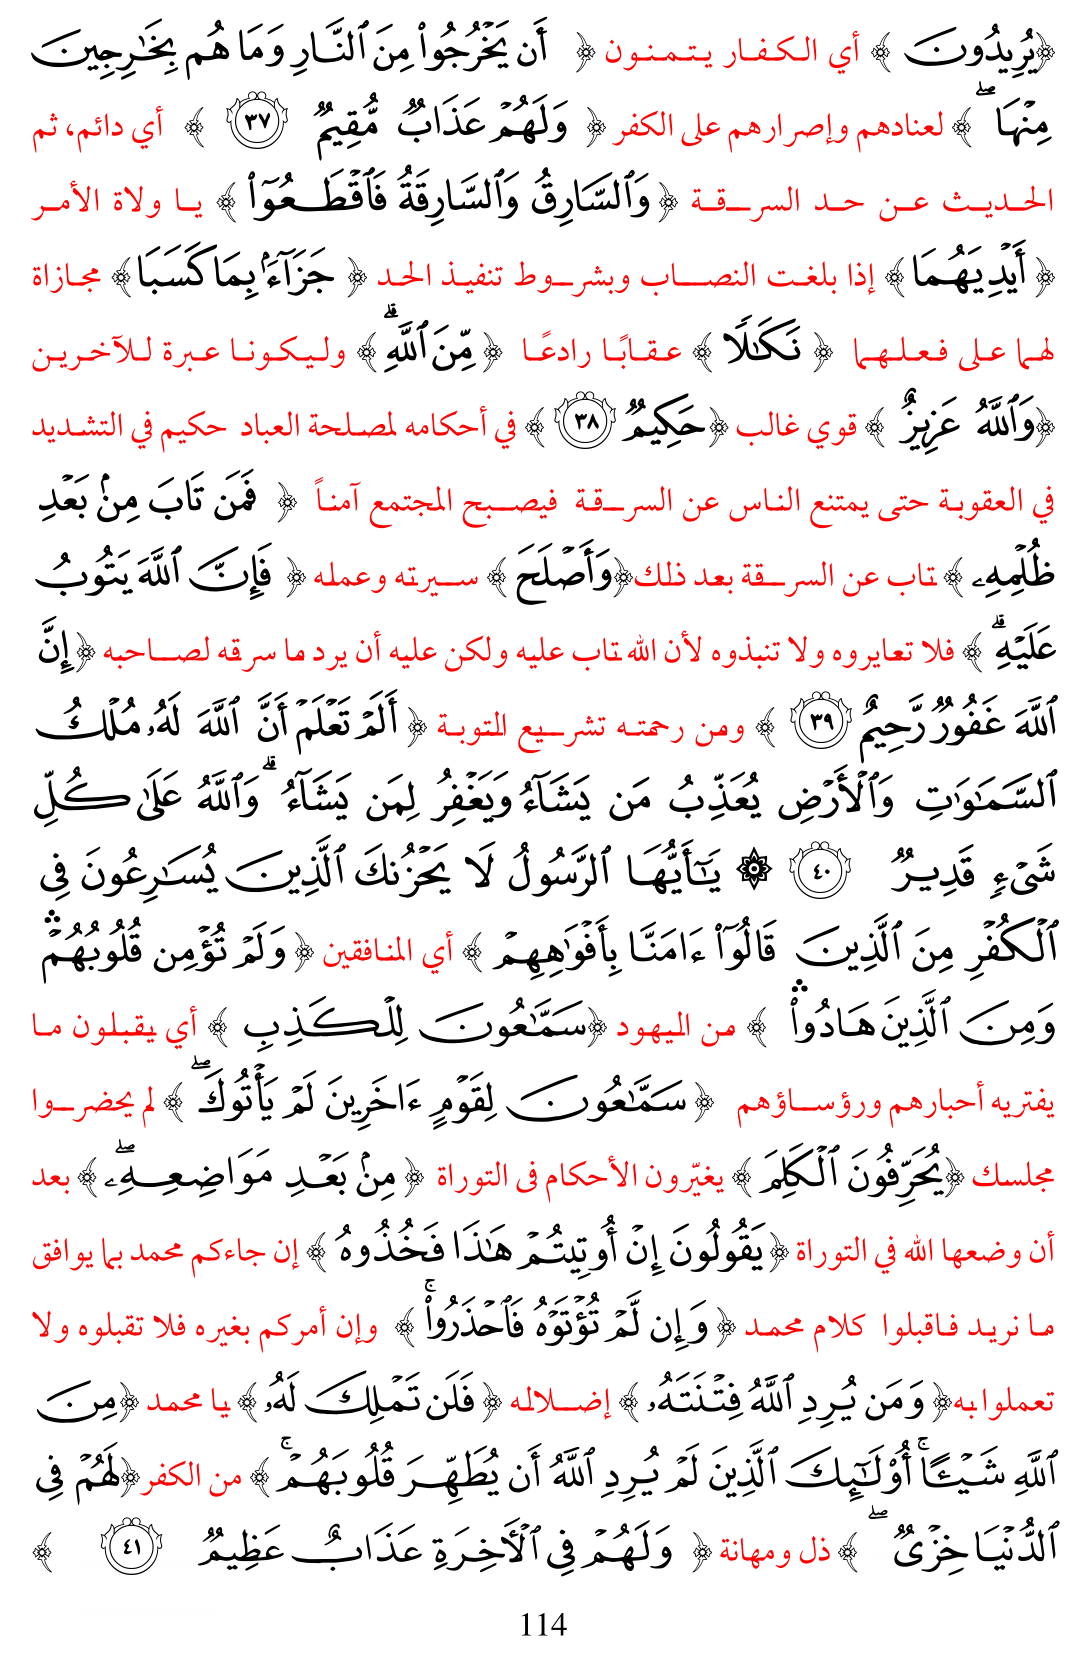 ﴿يُرِيدُونَ ﴾ أي الكفار يتمنون ﴿ أَن يَخْرُجُوا۟ مِنَ ٱلنَّارِ وَمَا هُم بِخَٰرِجِينَ
مِنْهَا ۖ ﴾ لعنادهم وإصرارهم على الكفر ﴿ وَلَهُمْ عَذَابٌ مُّقِيمٌ ٣٧ ﴾ أي دائم، ثم
الحديث عن حد السرقة ﴿ وَٱلسَّارِقُ وَٱلسَّارِقَةُ فَٱقْطَعُوٓا۟ ﴾ يا ولاة الأمر
﴿ أَيْدِيَهُمَا ﴾ إذا بلغت النصاب وبشروط تنفيذ الحد ﴿ جَزَآءًۢ بِمَا كَسَبَا ﴾ مجازاة
لهما على فعلهما ﴿ نَكَٰلًا ﴾ عقابًا رادعًا ﴿ مِّنَ ٱللَّهِ ۗ ﴾ وليكونا عبرة للآخرين
﴿وَٱللَّهُ عَزِيزٌ ﴾ قوي غالب ﴿حَكِيمٌ ٣٨ ﴾ في أحكامه لمصلحة العباد حكيم في التشديد
في العقوبة حتى يمتنع الناس عن السرقة فيصبح المجتمع آمناً ﴿ فَمَن تَابَ مِنۢ بَعْدِ
ظُلْمِهِۦ ﴾ تاب عن السرقة بعد ذلك﴿وَأَصْلَحَ ﴾ سيرته وعمله ﴿ فَإِنَّ ٱللَّهَ يَتُوبُ
عَلَيْهِ ۗ ﴾ فلا تعايروه ولا تنبذوه لأن الله تاب عليه ولكن عليه أن يرد ما سرقه لصاحبه ﴿إِنَّ
ٱللَّهَ غَفُورٌ رَّحِيمٌ ٣٩ ﴾ ومن رحمته تشريع التوبة ﴿ أَلَمْ تَعْلَمْ أَنَّ ٱللَّهَ لَهُۥ مُلْكُ
ٱلسَّمَٰوَٰتِ وَٱلْأَرْضِ يُعَذِّبُ مَن يَشَآءُ وَيَغْفِرُ لِمَن يَشَآءُ ۗ وَٱللَّهُ عَلَىٰ كُلِّ
شَىْءٍ قَدِيرٌ ٤٠ ۞ يَٰٓأَيُّهَا ٱلرَّسُولُ لَا يَحْزُنكَ ٱلَّذِينَ يُسَٰرِعُونَ فِى
ٱلْكُفْرِ مِنَ ٱلَّذِينَ قَالُوٓا۟ ءَامَنَّا بِأَفْوَٰهِهِمْ ﴾ أي المنافقين ﴿ وَلَمْ تُؤْمِن قُلُوبُهُمْ ۛ
وَمِنَ ٱلَّذِينَ هَادُوا۟ ۛ ﴾ من اليهود ﴿سَمَّٰعُونَ لِلْكَذِبِ ﴾ أي يقبلون ما
يفتريه أحبارهم ورؤساؤهم ﴿ سَمَّٰعُونَ لِقَوْمٍ ءَاخَرِينَ لَمْ يَأْتُوكَ ۖ ﴾ لم يحضروا
مجلسك ﴿يُحَرِّفُونَ ٱلْكَلِمَ ﴾ يغيّرون الأحكام فى التوراة ﴿ مِنۢ بَعْدِ مَوَاضِعِهِۦ ۖ ﴾ بعد
أن وضعها الله في التوراة ﴿يَقُولُونَ إِنْ أُوتِيتُمْ هَٰذَا فَخُذُوهُ ﴾ إن جاءكم محمد بما يوافق
ما نريد فاقبلوا كلام محمد ﴿ وَإِن لَّمْ تُؤْتَوْهُ فَٱحْذَرُوا۟ ۚ ﴾ وإن أمركم بغيره فلا تقبلوه ولا
تعملوا به﴿ وَمَن يُرِدِ ٱللَّهُ فِتْنَتَهُۥ ﴾ إضلاله ﴿ فَلَن تَمْلِكَ لَهُۥ ﴾ يا محمد ﴿مِنَ
ٱللَّهِ شَيْـًٔا ۚ أُو۟لَٰٓئِكَ ٱلَّذِينَ لَمْ يُرِدِ ٱللَّهُ أَن يُطَهِّرَ قُلُوبَهُمْ ۚ ﴾ من الكفر ﴿لَهُمْ فِى
ٱلدُّنْيَا خِزْىٌ ۖ ﴾ ذل ومهانة ﴿ وَلَهُمْ فِى ٱلْءَاخِرَةِ عَذَابٌ عَظِيمٌ ٤١ ﴾
114